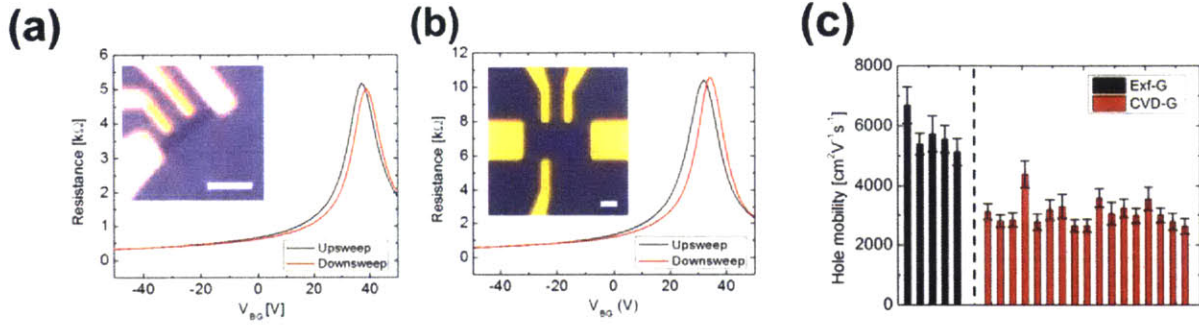 (a)
Resistance [kΩ]
6
5
4
3
2
1
0
-40 -20 0 20 40
V_BG [V]
Upsweep
Downsweep
(b)
Resistance [kΩ]
12
10
8
6
4
2
0
-40 -20 0 20 40
V_BG (V)
Upsweep
Downsweep
(c)
Hole mobility [cm²V⁻¹s⁻¹]
8000
6000
4000
2000
0
Exf-G
CVD-G